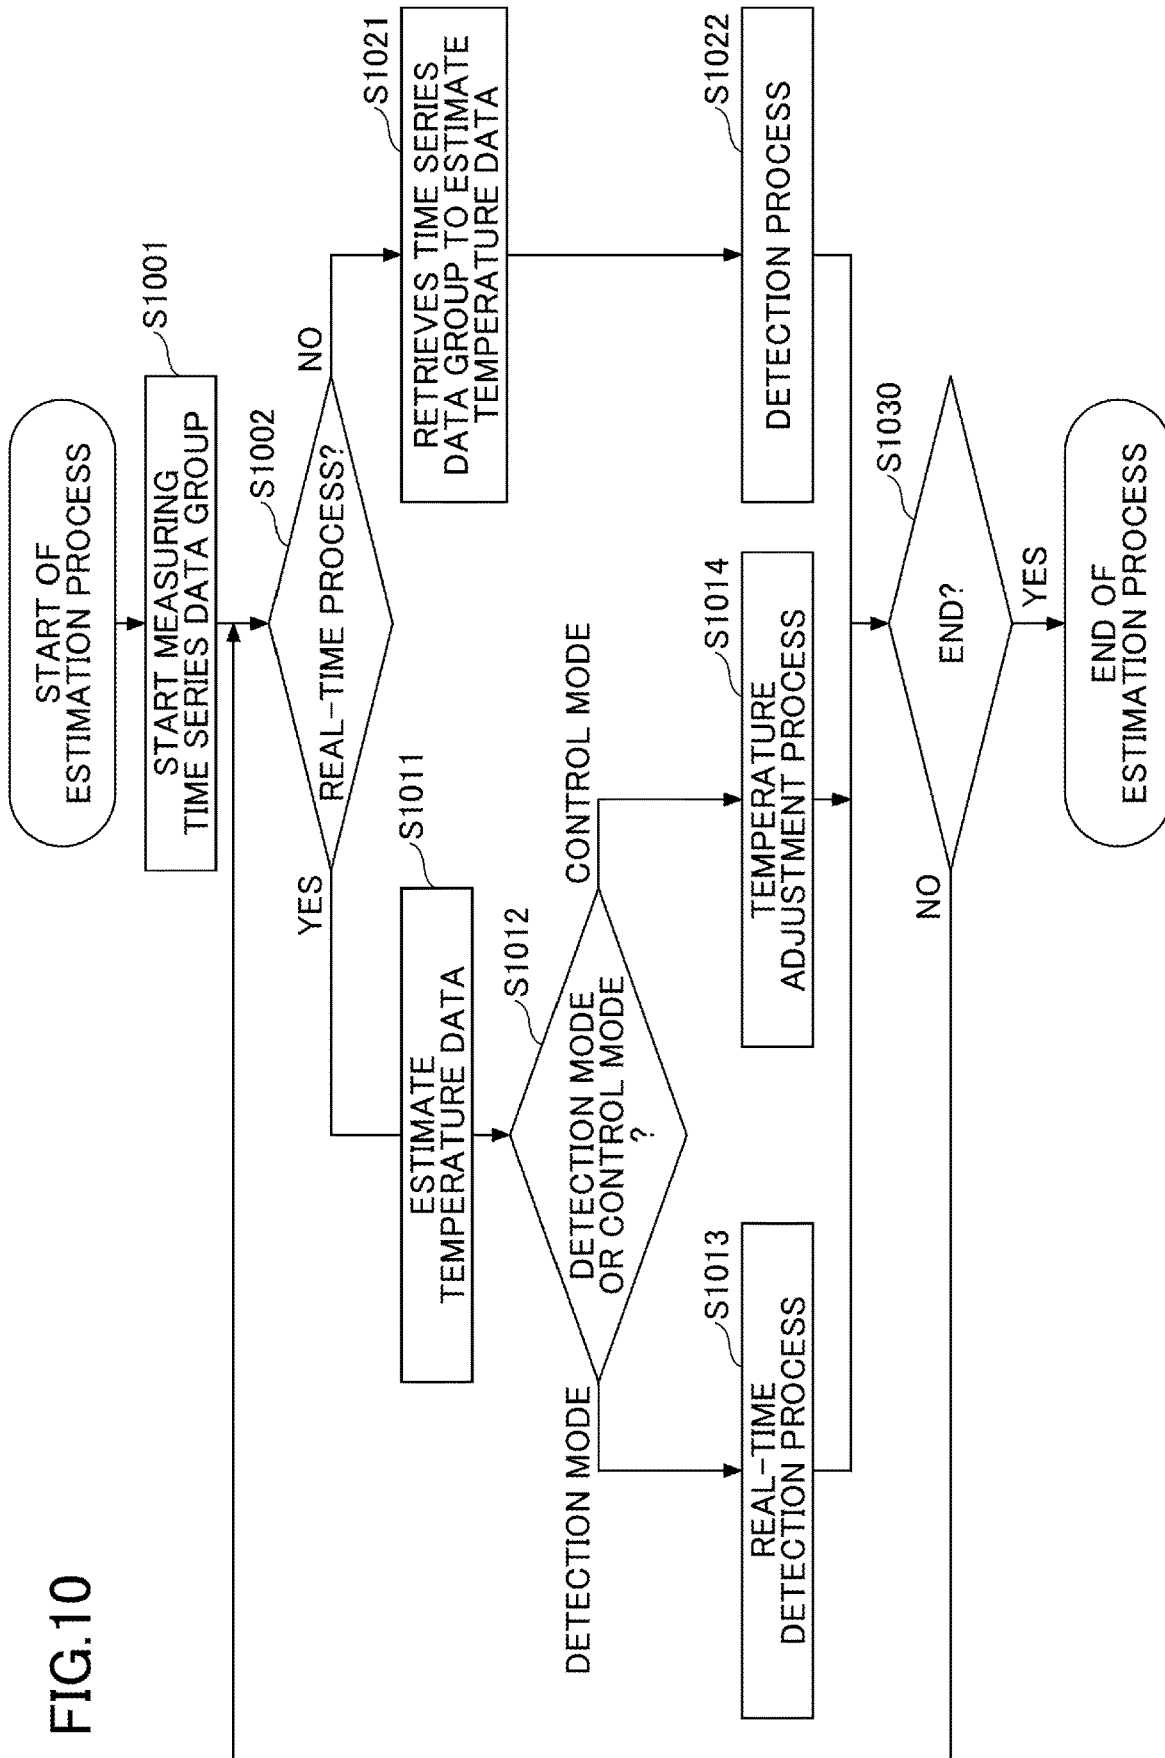 FIG.10
START OF
ESTIMATION PROCESS
S1001
START MEASURING
TIME SERIES DATA GROUP
S1002
REAL-TIME PROCESS?
YES
NO
S1011
ESTIMATE
TEMPERATURE DATA
S1021
RETRIEVES TIME SERIES
DATA GROUP TO ESTIMATE
TEMPERATURE DATA
S1012
DETECTION MODE
OR CONTROL MODE
?
DETECTION MODE
CONTROL MODE
S1013
REAL-TIME
DETECTION PROCESS
S1014
TEMPERATURE
ADJUSTMENT PROCESS
S1022
DETECTION PROCESS
S1030
END?
NO
YES
END OF
ESTIMATION PROCESS